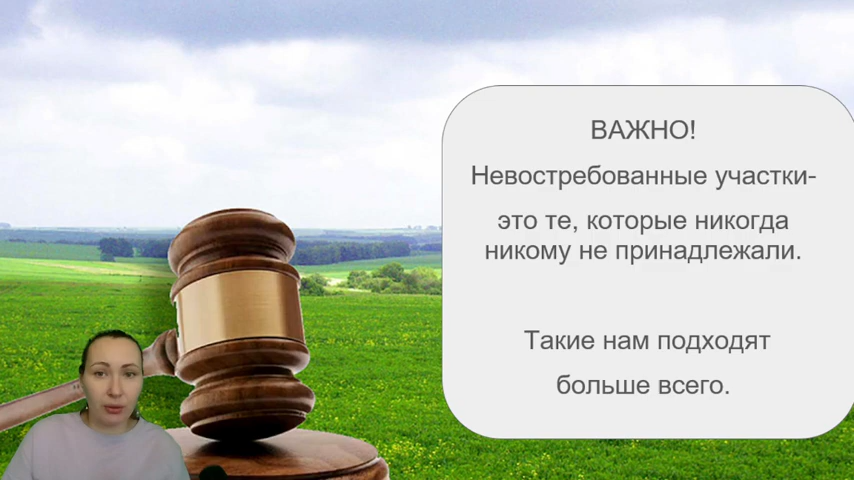 ВАЖНО!
Невостребованные участки-
это те, которые никогда
никому не принадлежали.
Такие нам подходят
больше всего.